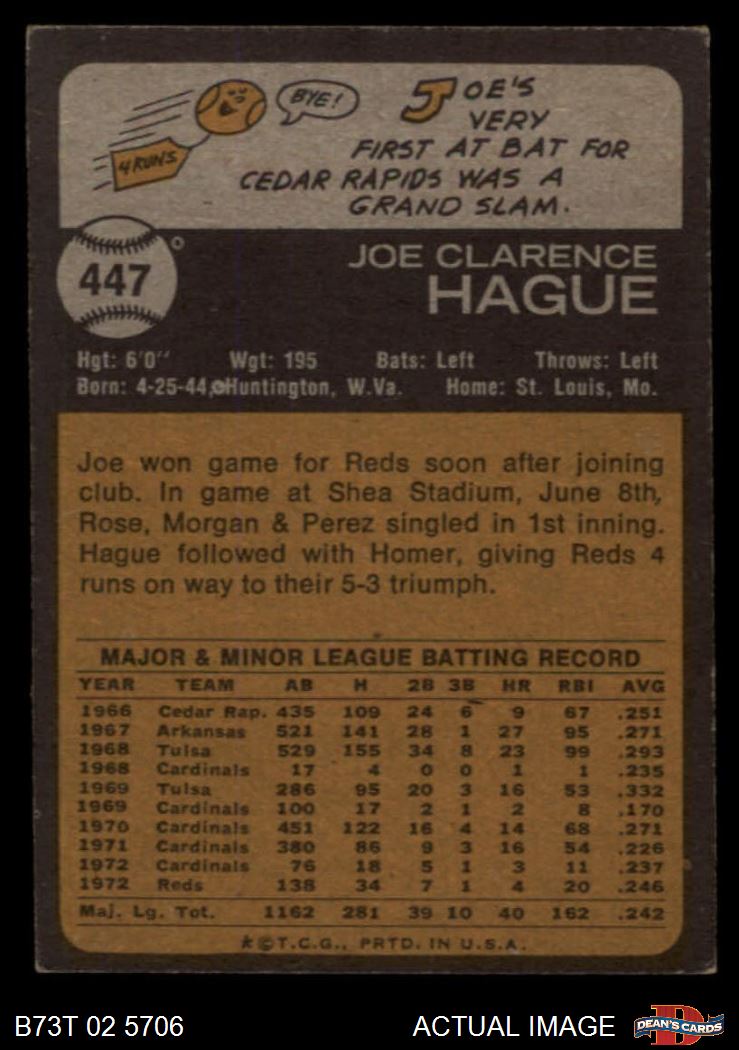 4 RUNS
BYE!
JOE'S
VERY
FIRST AT BAT FOR
CEDAR RAPIDS WAS A
GRAND SLAM.
447
JOE CLARENCE
HAGUE
Hgt: 6'0" Wgt: 195 Bats: Left Throws: Left
Born: 4-25-44, Huntington, W.Va. Home: St. Louis, Mo.
Joe won game for Reds soon after joining
club. In game at Shea Stadium, June 8th,
Rose, Morgan & Perez singled in 1st inning.
Hague followed with Homer, giving Reds 4
runs on way to their 5-3 triumph.
MAJOR & MINOR LEAGUE BATTING RECORD
YEAR TEAM AB H 2B 3B HR RBI AVG
1966 Cedar Rap. 435 109 24 6 9 67 .251
1967 Arkansas 521 141 28 1 27 95 .271
1968 Tulsa 529 155 34 8 23 99 .293
1968 Cardinals 17 4 0 0 1 1 .235
1969 Tulsa 286 95 20 3 16 53 .332
1969 Cardinals 100 17 2 1 2 8 .170
1970 Cardinals 451 122 16 4 14 68 .271
1971 Cardinals 380 86 9 3 16 54 .226
1972 Cardinals 76 18 5 1 3 11 .237
1972 Reds 138 34 7 1 4 20 .246
Maj. Lg. Tot. 1162 281 39 10 40 162 .242
*©T.C.G., PRTD. IN U.S.A.
B73T 02 5706 ACTUAL IMAGE DEAN'S CARDS